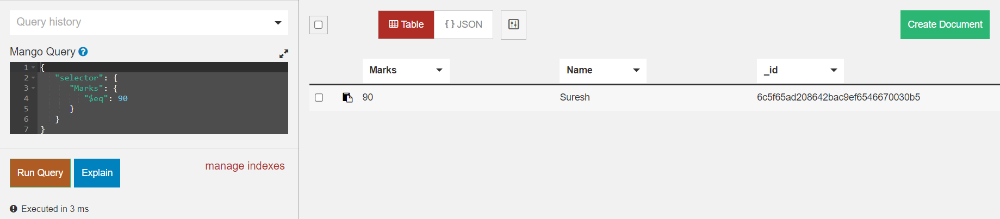 Query history
Mango Query
1 {
2 "selector": {
3 "Marks": {
4 "$eq": 90
5 }
6 }
7 }
Run Query Explain manage indexes
Executed in 3 ms
Table {} JSON Create Document
Marks Name _id
90 Suresh 6c5f65ad208642bac9ef6546670030b5